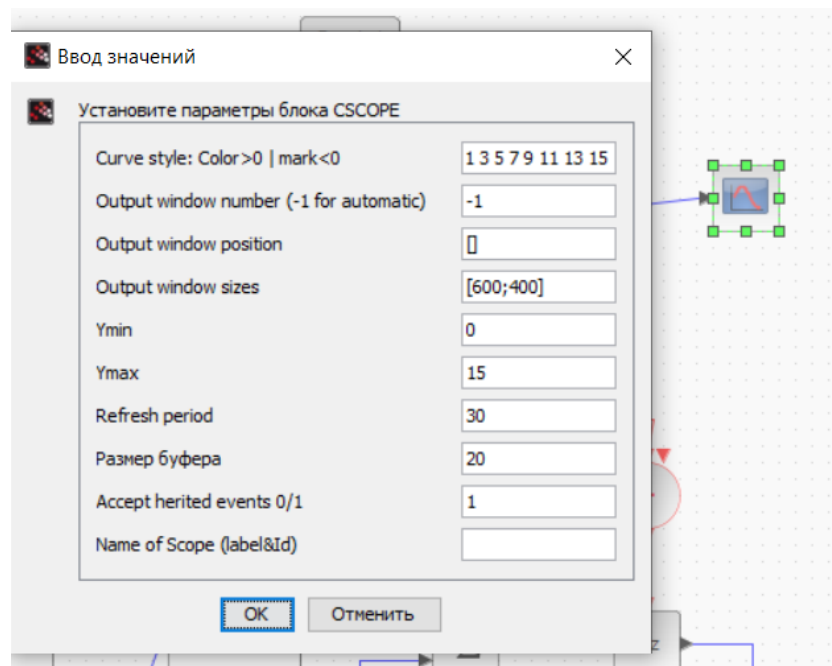 Ввод значений
Установите параметры блока CSCOPE
Curve style: Color>0 | mark<0 1 3 5 7 9 11 13 15
Output window number (-1 for automatic) -1
Output window position []
Output window sizes [600;400]
Ymin 0
Ymax 15
Refresh period 30
Размер буфера 20
Accept herited events 0/1 1
Name of Scope (label&Id)
OK Отменить
z